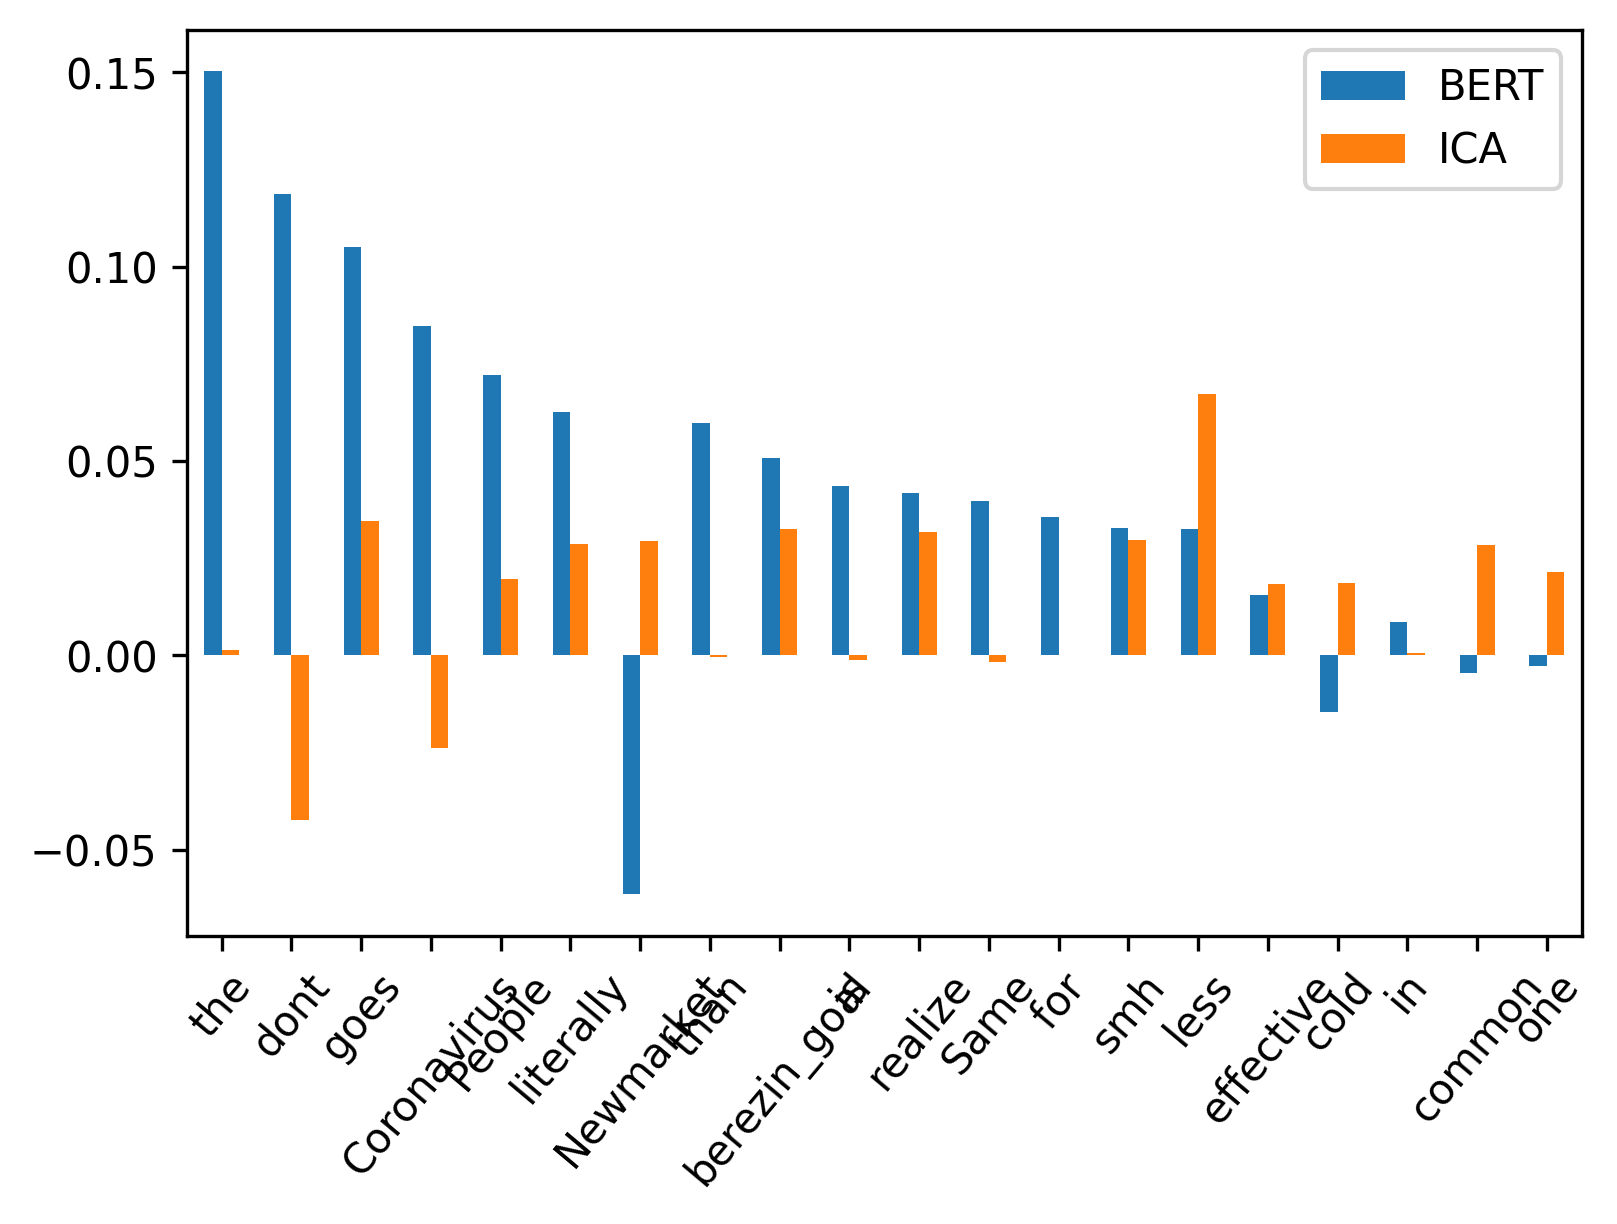 BERT
ICA
0.15
0.10
0.05
0.00
−0.05
the
dont
goes
Coronavirus
People
literally
Newmarket
than
is
realize
Same
for
smh
less
effective
cold
in
common
one